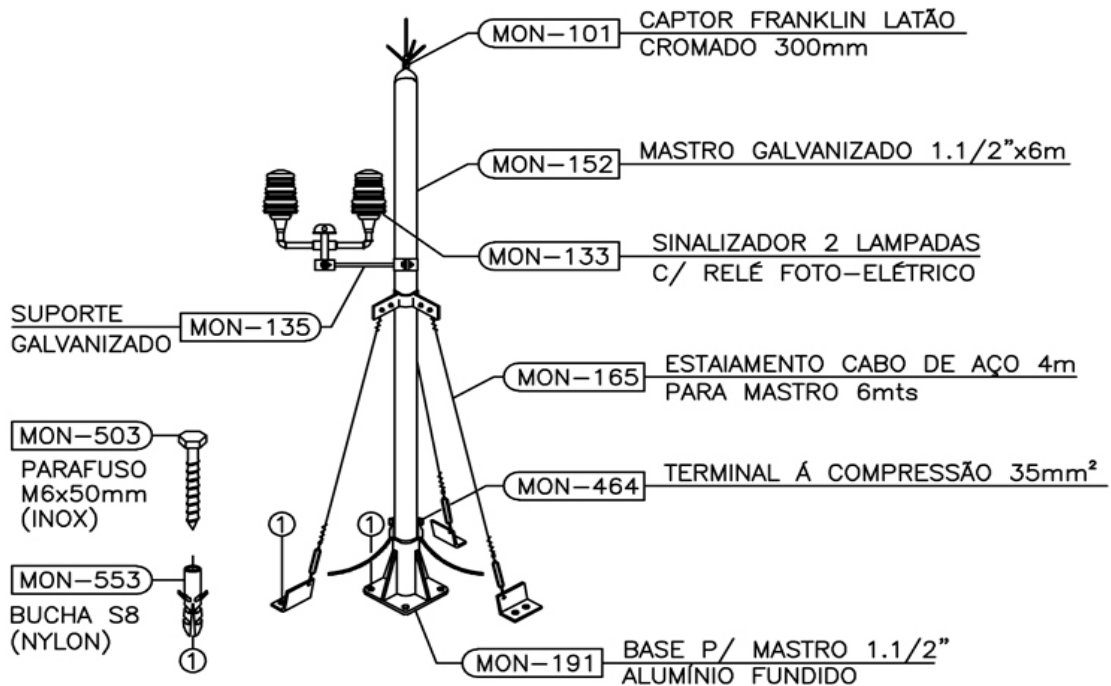 MON-101
CAPTOR FRANKLIN LATÃO
CROMADO 300mm
MON-152
MASTRO GALVANIZADO 1.1/2"x6m
MON-133
SINALIZADOR 2 LAMPADAS
C/ RELÉ FOTO-ELÉTRICO
SUPORTE
GALVANIZADO
MON-135
MON-165
ESTAIAMENTO CABO DE AÇO 4m
PARA MASTRO 6mts
MON-503
PARAFUSO
M6x50mm
(INOX)
MON-464
TERMINAL Á COMPRESSÃO 35mm²
1
1
MON-553
BUCHA S8
(NYLON)
1
MON-191
BASE P/ MASTRO 1.1/2"
ALUMÍNIO FUNDIDO